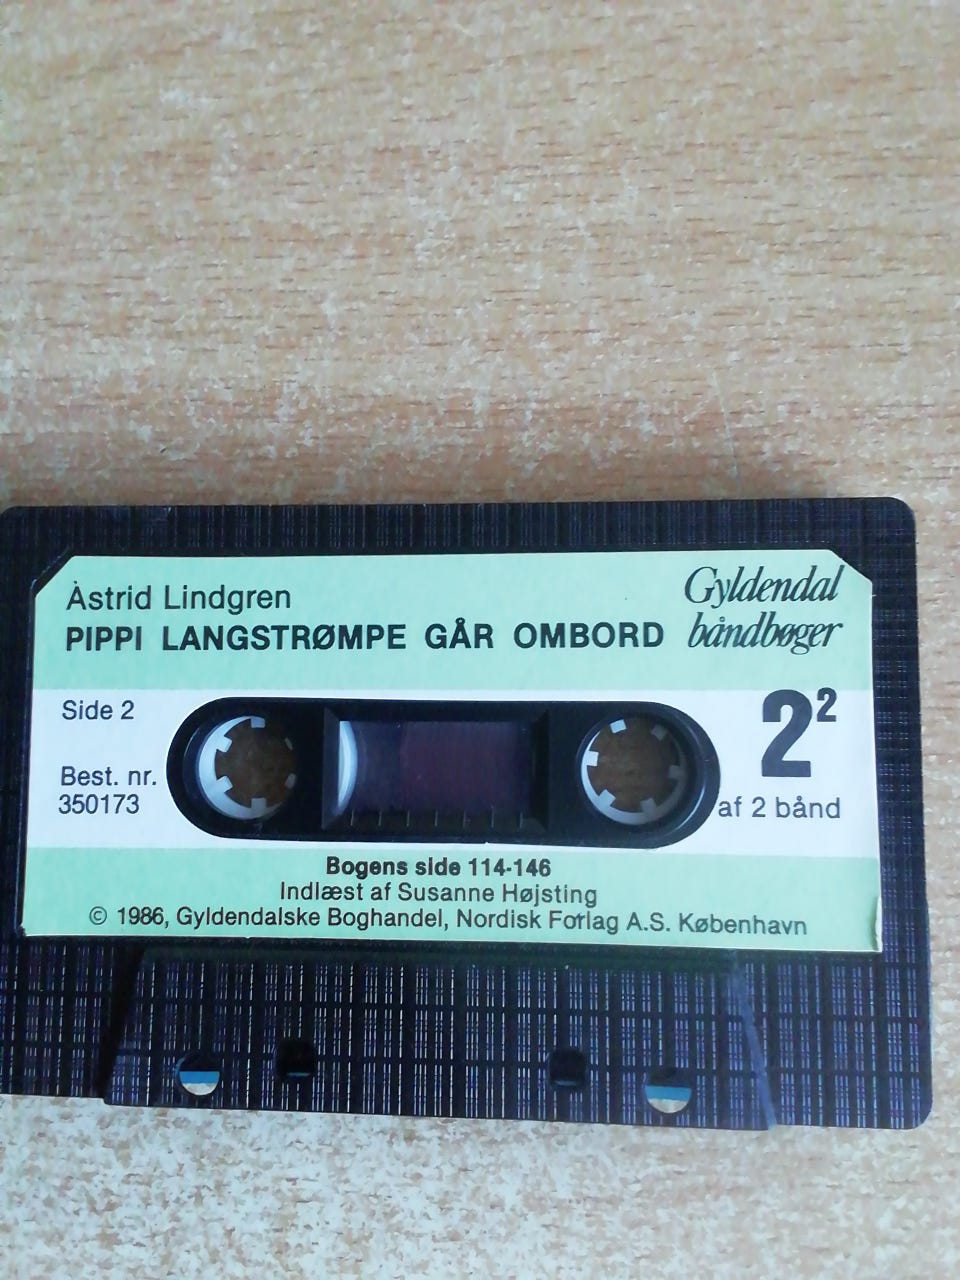 Astrid Lindgren
PIPPI LANGSTRØMPE GÅR OMBORD
Gyldendal
båndbøger
Side 2
Best. nr.
350173
2²
af 2 bånd
Bogens side 114-146
Indlæst af Susanne Højsting
© 1986, Gyldendalske Boghandel, Nordisk Forlag A.S. København